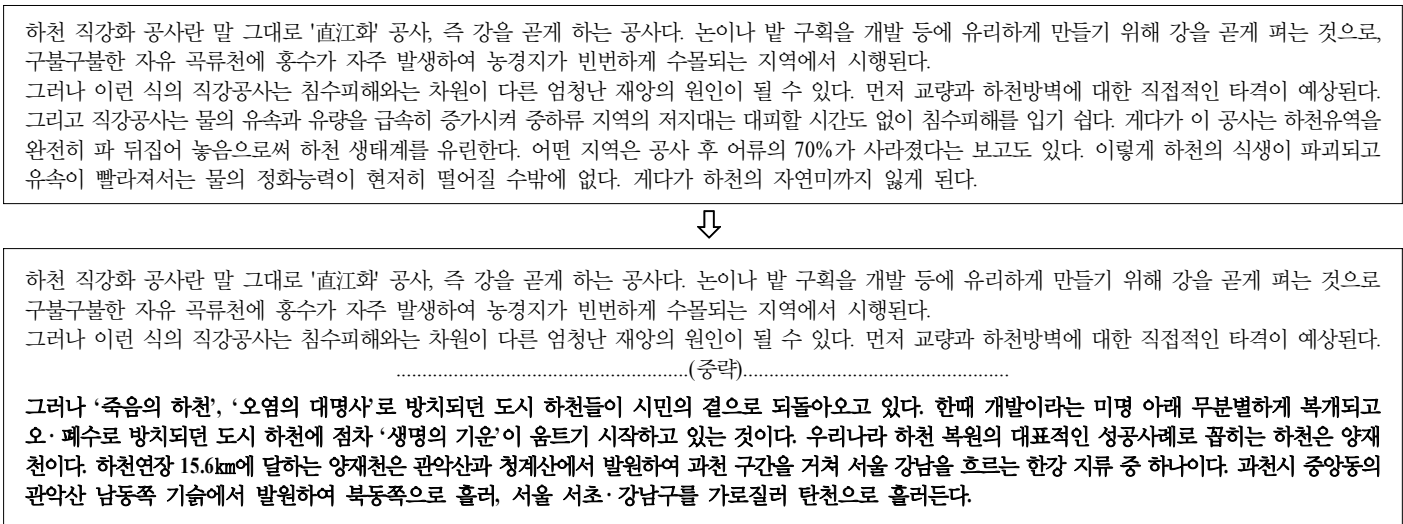 하천 직강화 공사란 말 그대로 '直江화' 공사, 즉 강을 곧게 하는 공사다. 논이나 밭 구획을 개발 등에 유리하게 만들기 위해 강을 곧게 펴는 것으로,
구불구불한 자유 곡류천에 홍수가 자주 발생하여 농경지가 빈번하게 수몰되는 지역에서 시행된다.
그러나 이런 식의 직강공사는 침수피해와는 차원이 다른 엄청난 재앙의 원인이 될 수 있다. 먼저 교량과 하천방벽에 대한 직접적인 타격이 예상된다.
그리고 직강공사는 물의 유속과 유량을 급속히 증가시켜 중하류 지역의 저지대는 대피할 시간도 없이 침수피해를 입기 쉽다. 게다가 이 공사는 하천유역을
완전히 파 뒤집어 놓음으로써 하천 생태계를 유린한다. 어떤 지역은 공사 후 어류의 70%가 사라졌다는 보고도 있다. 이렇게 하천의 식생이 파괴되고
유속이 빨라져서는 물의 정화능력이 현저히 떨어질 수밖에 없다. 게다가 하천의 자연미까지 잃게 된다.
⇩
하천 직강화 공사란 말 그대로 '直江화' 공사, 즉 강을 곧게 하는 공사다. 논이나 밭 구획을 개발 등에 유리하게 만들기 위해 강을 곧게 펴는 것으로
구불구불한 자유 곡류천에 홍수가 자주 발생하여 농경지가 빈번하게 수몰되는 지역에서 시행된다.
그러나 이런 식의 직강공사는 침수피해와는 차원이 다른 엄청난 재앙의 원인이 될 수 있다. 먼저 교량과 하천방벽에 대한 직접적인 타격이 예상된다.
........................................................(중략)...................................................
그러나 ‘죽음의 하천’, ‘오염의 대명사’로 방치되던 도시 하천들이 시민의 곁으로 되돌아오고 있다. 한때 개발이라는 미명 아래 무분별하게 복개되고
오·폐수로 방치되던 도시 하천에 점차 ‘생명의 기운’이 움트기 시작하고 있는 것이다. 우리나라 하천 복원의 대표적인 성공사례로 꼽히는 하천은 양재
천이다. 하천연장 15.6㎞에 달하는 양재천은 관악산과 청계산에서 발원하여 과천 구간을 거쳐 서울 강남을 흐르는 한강 지류 중 하나이다. 과천시 중앙동의
관악산 남동쪽 기슭에서 발원하여 북동쪽으로 흘러, 서울 서초·강남구를 가로질러 탄천으로 흘러든다.